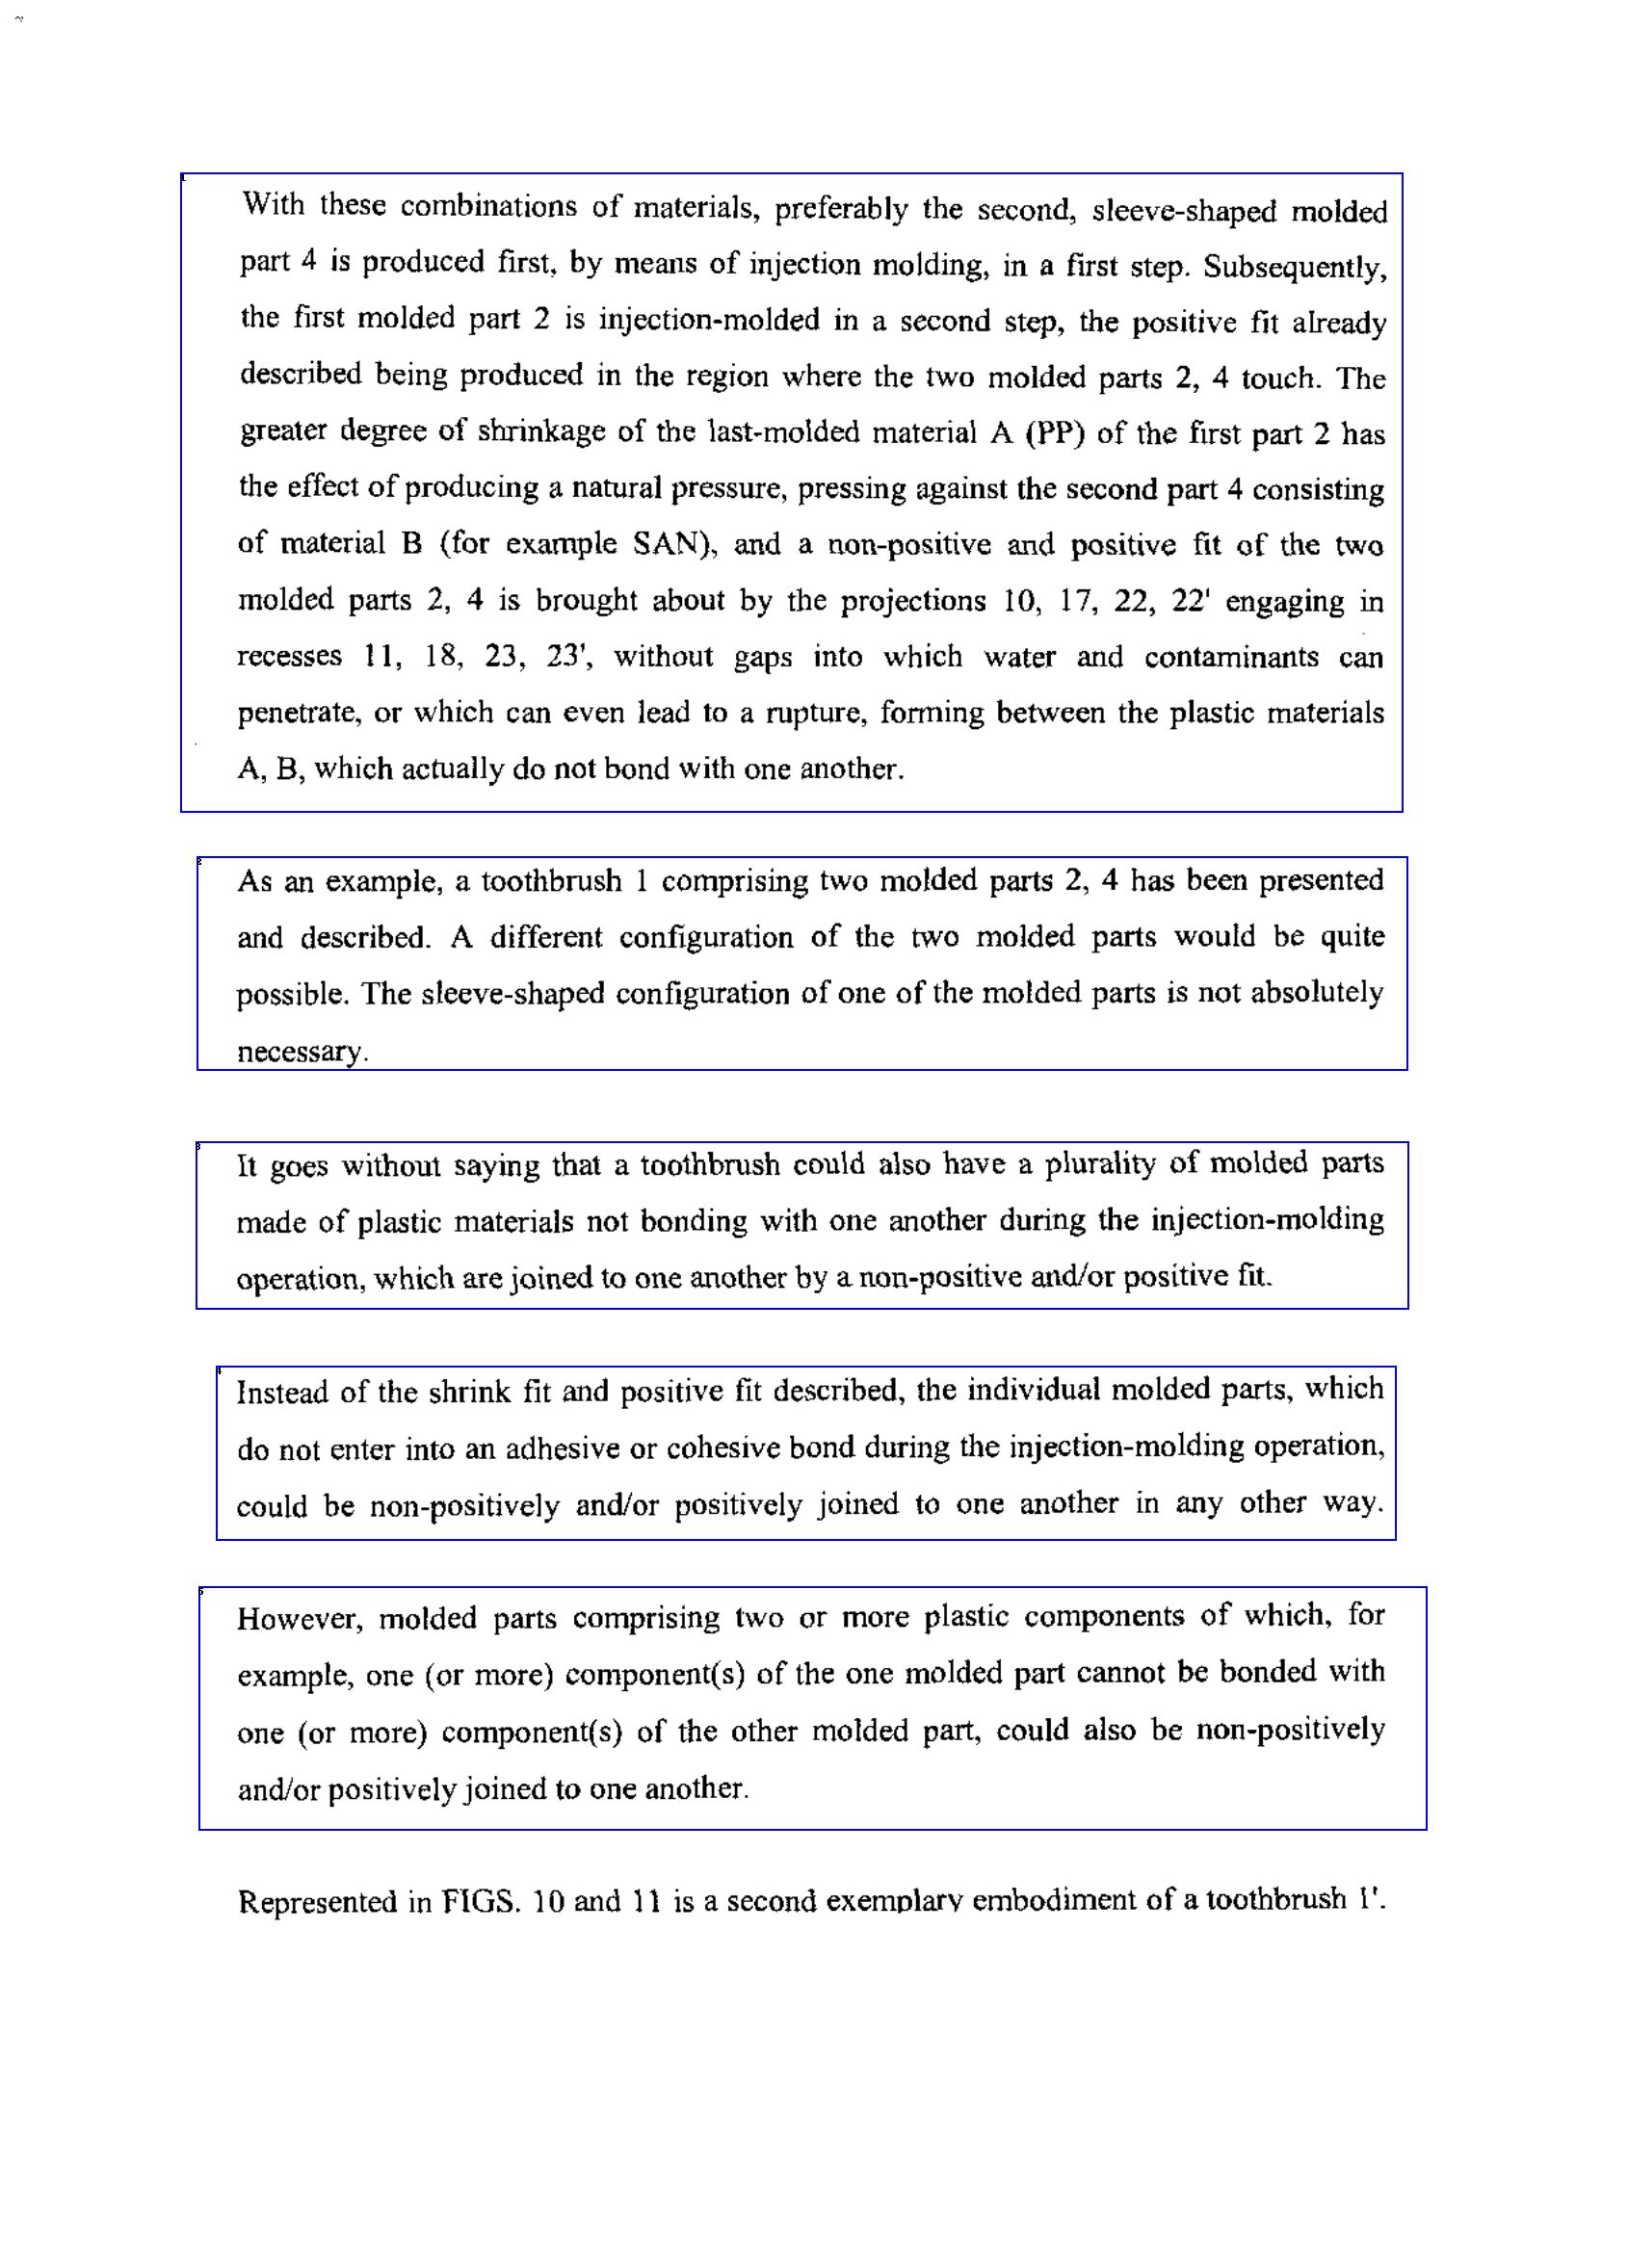 With these combinations of materials, preferably the second, sleeve-shaped molded
part 4 is produced first, by means of injection molding, in a first step. Subsequently,
the first molded part 2 is injection-molded in a second step, the positive fit already
described being produced in the region where the two molded parts 2, 4 touch. The
greater degree of shrinkage of the last-molded material A (PP) of the first part 2 has
the effect of producing a natural pressure, pressing against the second part 4 consisting
of material B (for example SAN), and a non-positive and positive fit of the two
molded parts 2, 4 is brought about by the projections 10, 17, 22, 22' engaging in
recesses 11, 18, 23, 23', without gaps into which water and contaminants can
penetrate, or which can even lead to a rupture, forming between the plastic materials
A, B, which actually do not bond with one another.
As an example, a toothbrush 1 comprising two molded parts 2, 4 has been presented
and described. A different configuration of the two molded parts would be quite
possible. The sleeve-shaped configuration of one of the molded parts is not absolutely
necessary.
It goes without saying that a toothbrush could also have a plurality of molded parts
made of plastic materials not bonding with one another during the injection-molding
operation, which are joined to one another by a non-positive and/or positive fit.
Instead of the shrink fit and positive fit described, the individual molded parts, which
do not enter into an adhesive or cohesive bond during the injection-molding operation,
could be non-positively and/or positively joined to one another in any other way.
However, molded parts comprising two or more plastic components of which, for
example, one (or more) component(s) of the one molded part cannot be bonded with
one (or more) component(s) of the other molded part, could also be non-positively
and/or positively joined to one another.
Represented in FIGS. 10 and 11 is a second exemplary embodiment of a toothbrush 1'.